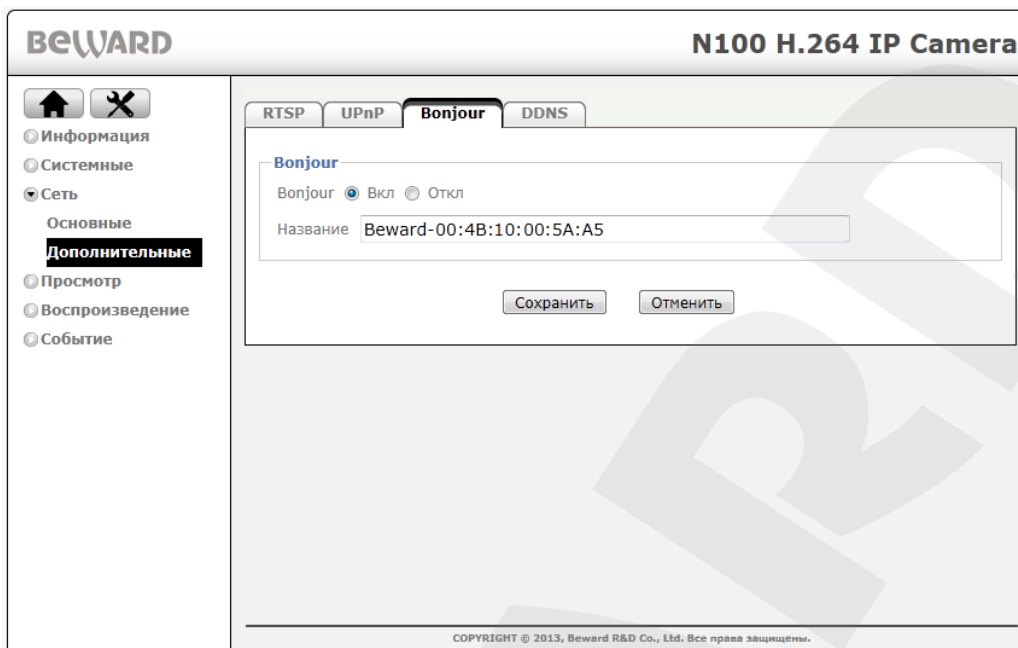 BEWARD
N100 H.264 IP Camera
Информация
Системные
Сеть
Основные
Дополнительные
Просмотр
Воспроизведение
Событие
RTSP UPnP Bonjour DDNS
Bonjour
Bonjour Вкл Откл
Название Beward-00:4B:10:00:5A:A5
Сохранить Отменить
COPYRIGHT © 2013, Beward R&D Co., Ltd. Все права защищены.